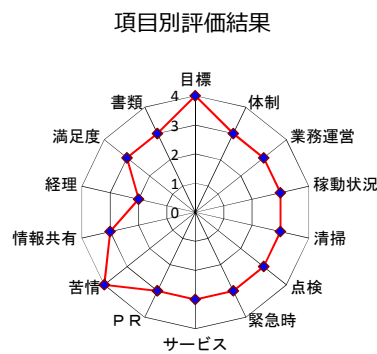 項目別評価結果
目標
体制
業務運営
稼動状況
清掃
点検
緊急時
サービス
ＰＲ
苦情
情報共有
経理
満足度
書類
4
3
2
1
0